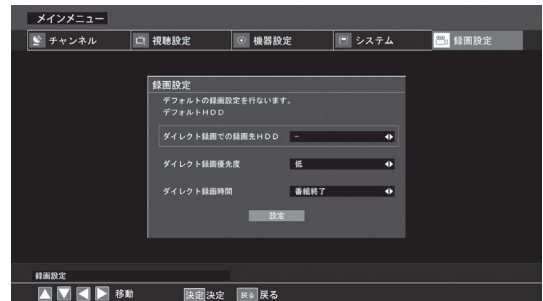 メインメニュー
チャンネル 視聴設定 機器設定 システム 録画設定
録画設定
デフォルトの録画設定を行ないます。
デフォルトHDD
ダイレクト録画での録画先HDD －
ダイレクト録画優先度 低
ダイレクト録画時間 番組終了
設定
録画設定
移動 決定 決定 戻る 戻る